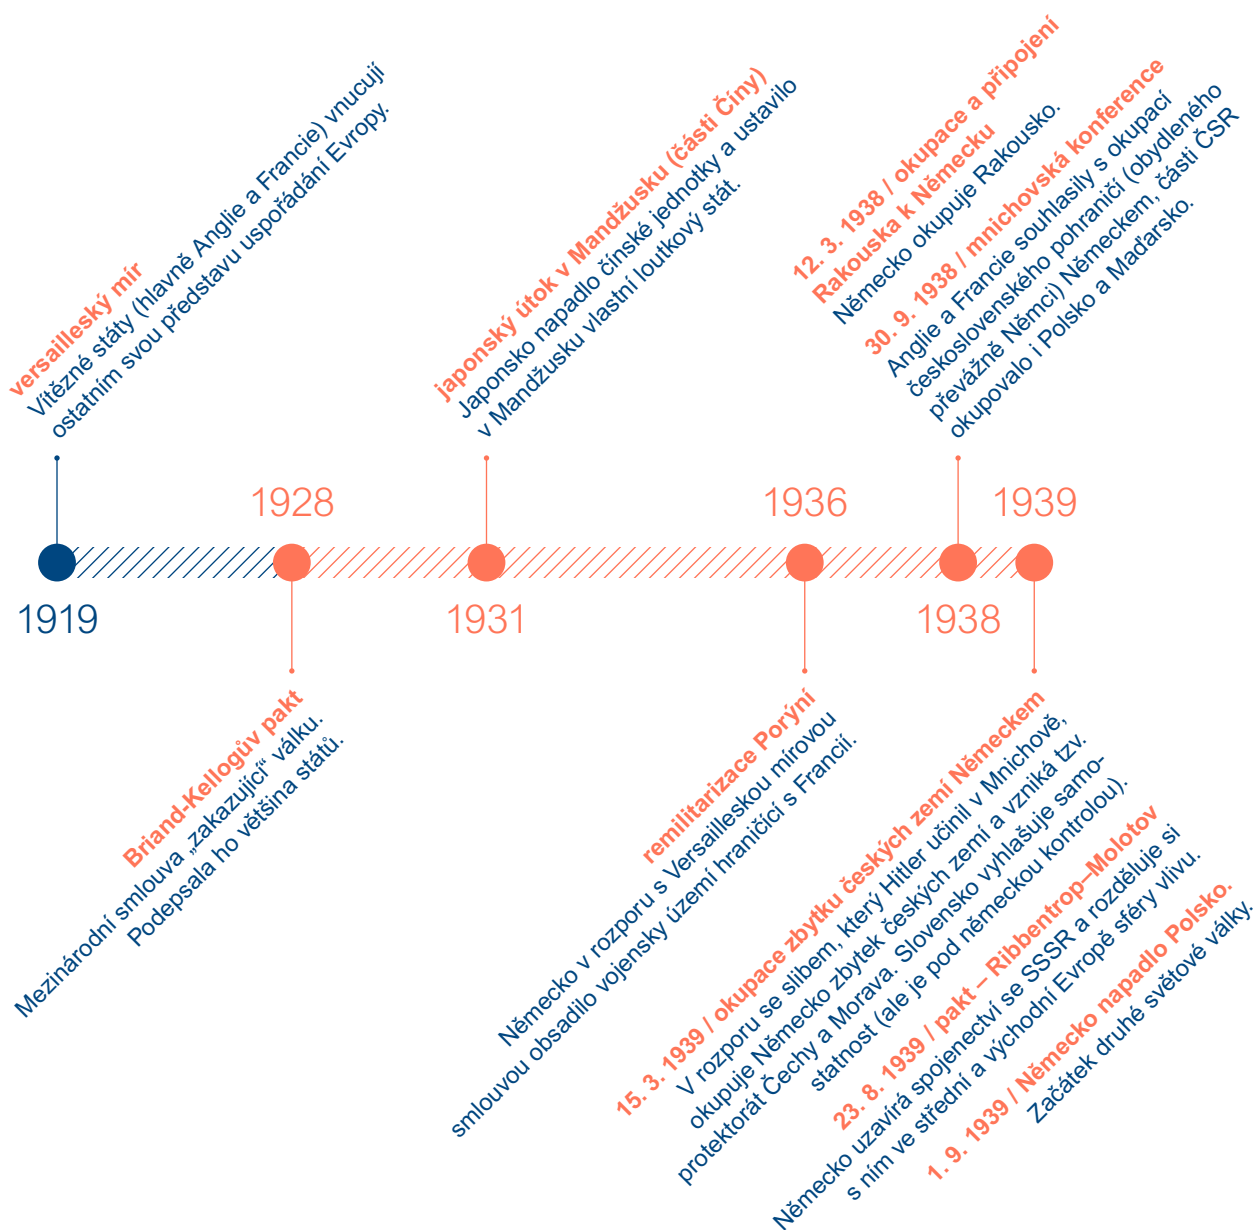 versailleský mír
Vítězné státy (hlavně Anglie a Francie) vnucují
ostatním svou představu uspořádání Evropy.
1919
1928
Briand-Kellogův pakt
Mezinárodní smlouva „zakazující“ válku.
Podepsala ho většina států.
japonský útok v Mandžusku (části Číny)
Japonsko napadlo čínské jednotky a ustavilo
v Mandžusku vlastní loutkový stát.
1931
1936
remilitarizace Porýní
Německo v rozporu s Versailleskou mírovou
smlouvou obsadilo vojensky území hraničící s Francií.
12. 3. 1938 / okupace a připojení
Rakouska k Německu
Německo okupuje Rakousko.
30. 9. 1938 / mnichovská konference
Anglie a Francie souhlasily s okupací
československého pohraničí (obydleného
převážně Němci) Německem, části ČSR
okupovalo i Polsko a Maďarsko.
1938
1939
15. 3. 1939 / okupace zbytku českých zemí Německem
V rozporu se slibem, který Hitler učinil v Mnichově,
okupuje Německo zbytek českých zemí a vzniká tzv.
protektorát Čechy a Morava. Slovensko vyhlašuje samo-
statnost (ale je pod německou kontrolou).
23. 8. 1939 / pakt – Ribbentrop–Molotov
Německo uzavírá spojenectví se SSSR a rozděluje si
s ním ve střední a východní Evropě sféry vlivu.
1. 9. 1939 / Německo napadlo Polsko.
Začátek druhé světové války.